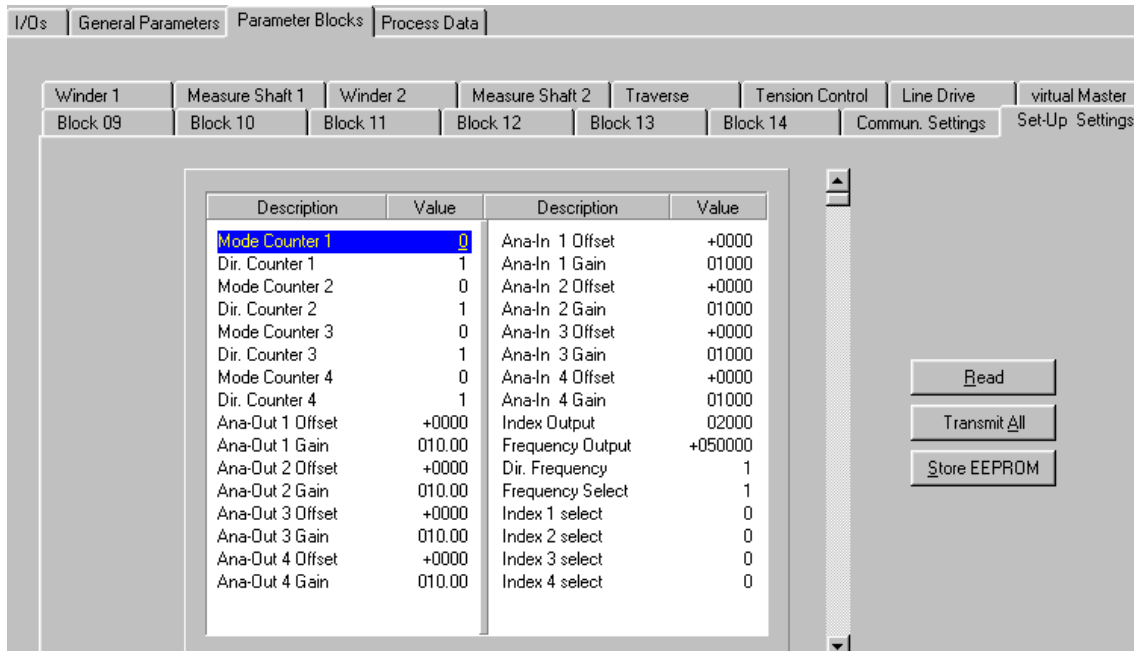 I/Os General Parameters Parameter Blocks Process Data
Winder 1 Measure Shaft 1 Winder 2 Measure Shaft 2 Traverse Tension Control Line Drive virtual Master
Block 09 Block 10 Block 11 Block 12 Block 13 Block 14 Commun. Settings Set-Up Settings
Description Value Description Value
Mode Counter 1 0 Ana-In 1 Offset +0000
Dir. Counter 1 1 Ana-In 1 Gain 01000
Mode Counter 2 0 Ana-In 2 Offset +0000
Dir. Counter 2 1 Ana-In 2 Gain 01000
Mode Counter 3 0 Ana-In 3 Offset +0000
Dir. Counter 3 1 Ana-In 3 Gain 01000
Mode Counter 4 0 Ana-In 4 Offset +0000
Dir. Counter 4 1 Ana-In 4 Gain 01000
Ana-Out 1 Offset +0000 Index Output 02000
Ana-Out 1 Gain 010.00 Frequency Output +050000
Ana-Out 2 Offset +0000 Dir. Frequency 1
Ana-Out 2 Gain 010.00 Frequency Select 1
Ana-Out 3 Offset +0000 Index 1 select 0
Ana-Out 3 Gain 010.00 Index 2 select 0
Ana-Out 4 Offset +0000 Index 3 select 0
Ana-Out 4 Gain 010.00 Index 4 select 0
Read
Transmit All
Store EEPROM